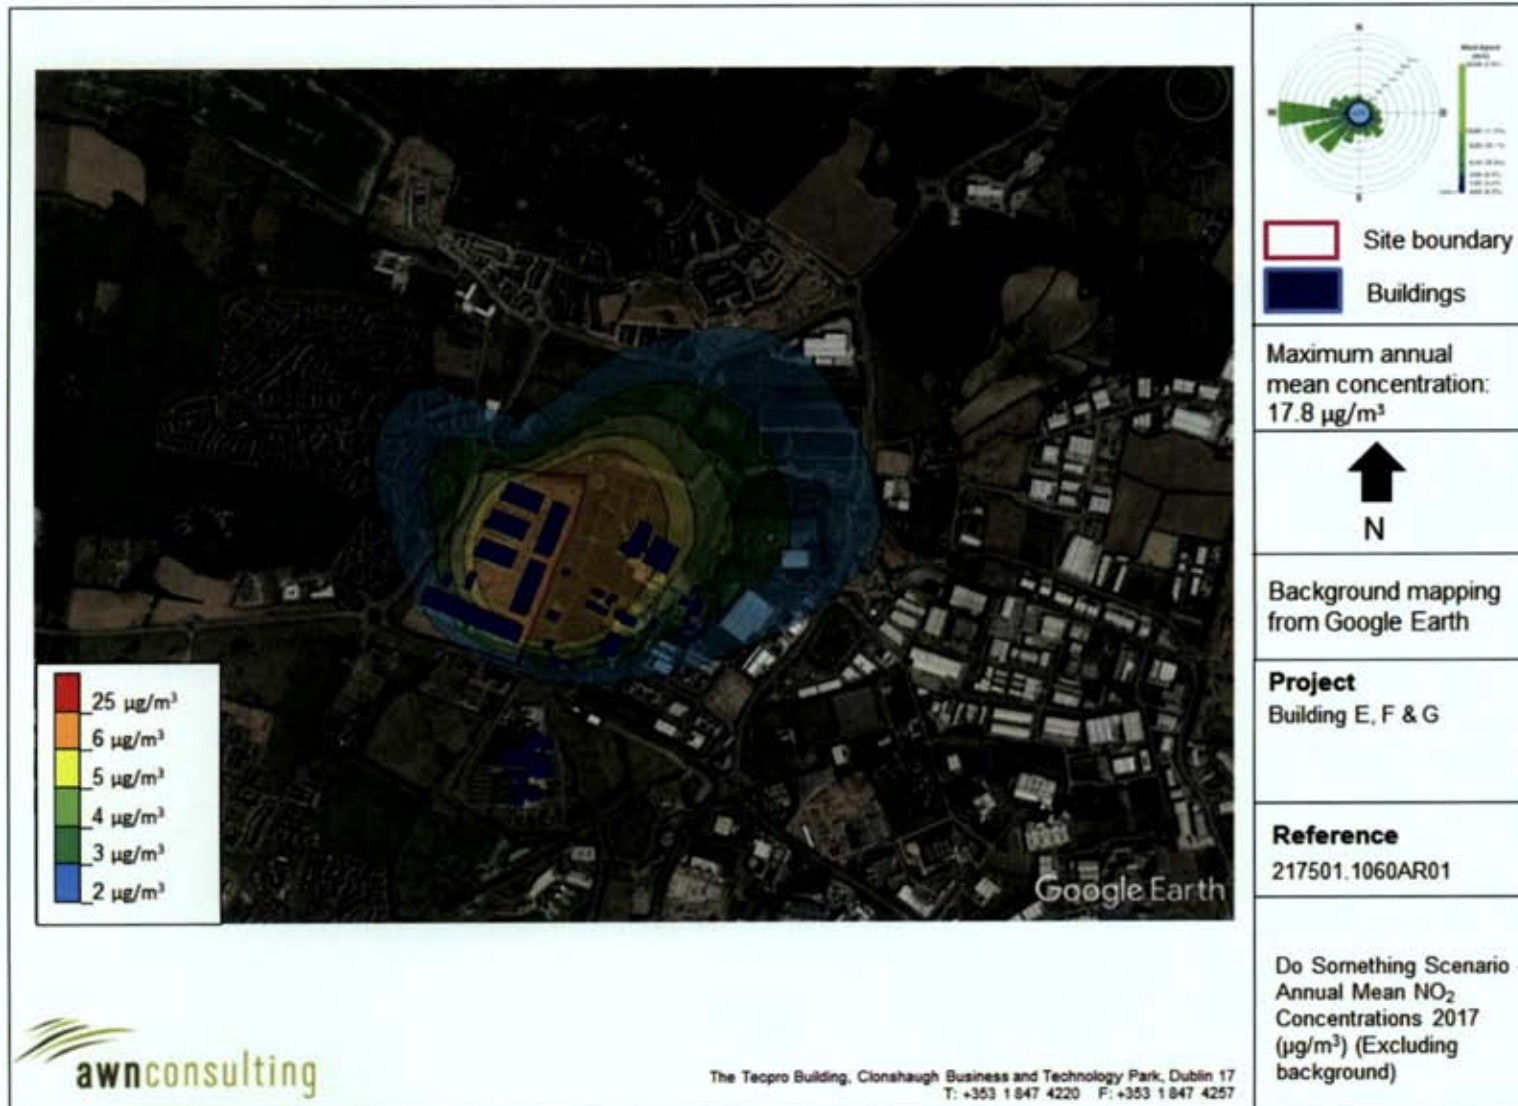 N
S
Site boundary
Buildings
Maximum annual
mean concentration:
17.8 µg/m³
N
Background mapping
from Google Earth
Project
Building E, F & G
Reference
217501.1060AR01
Do Something Scenario -
Annual Mean NO₂
Concentrations 2017
(µg/m³) (Excluding
background)
25 µg/m³
6 µg/m³
5 µg/m³
4 µg/m³
3 µg/m³
2 µg/m³
Google Earth
awnconsulting
The Tecpro Building, Clonshaugh Business and Technology Park, Dublin 17
T: +353 1 847 4220 F: +353 1 847 4257